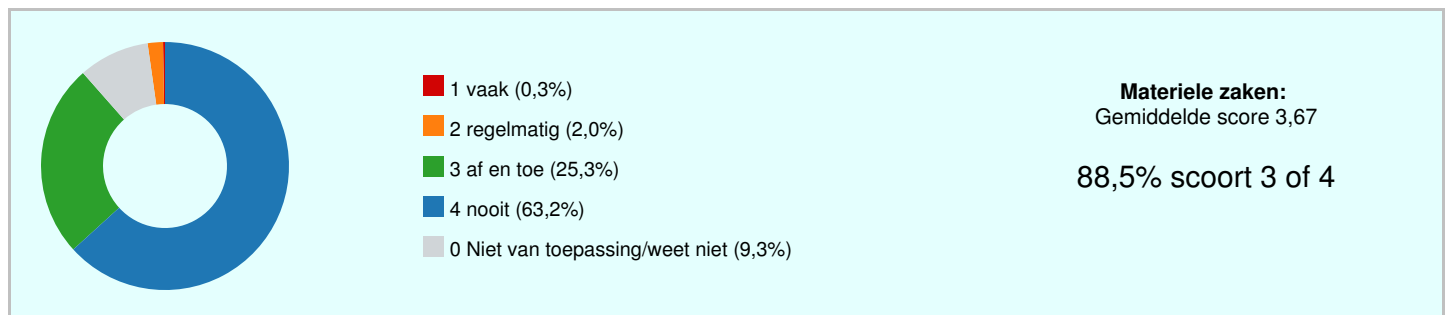 1 vaak (0,3%)
2 regelmatig (2,0%)
3 af en toe (25,3%)
4 nooit (63,2%)
0 Niet van toepassing/weet niet (9,3%)
Materiele zaken:
Gemiddelde score 3,67
88,5% scoort 3 of 4